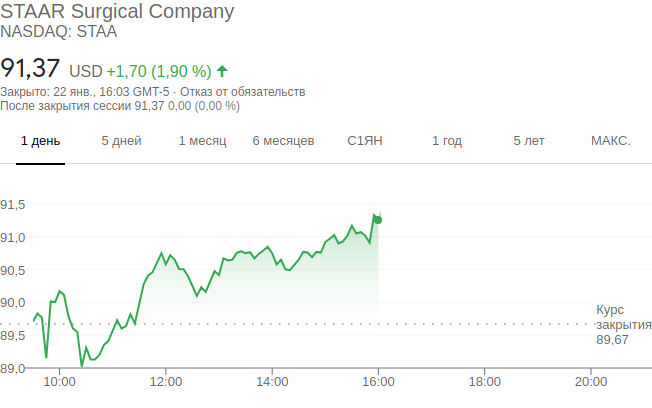 STAAR Surgical Company
NASDAQ: STAA
91,37 USD +1,70 (1,90 %)
Закрыто: 22 янв., 16:03 GMT-5 · Отказ от обязательств
После закрытия сессии 91,37 0,00 (0,00 %)
1 день 5 дней 1 месяц 6 месяцев С1ЯН 1 год 5 лет МАКС.
91,5
91,0
90,5
90,0
Курс
закрытия
89,67
89,5
89,0
10:00 12:00 14:00 16:00 18:00 20:00